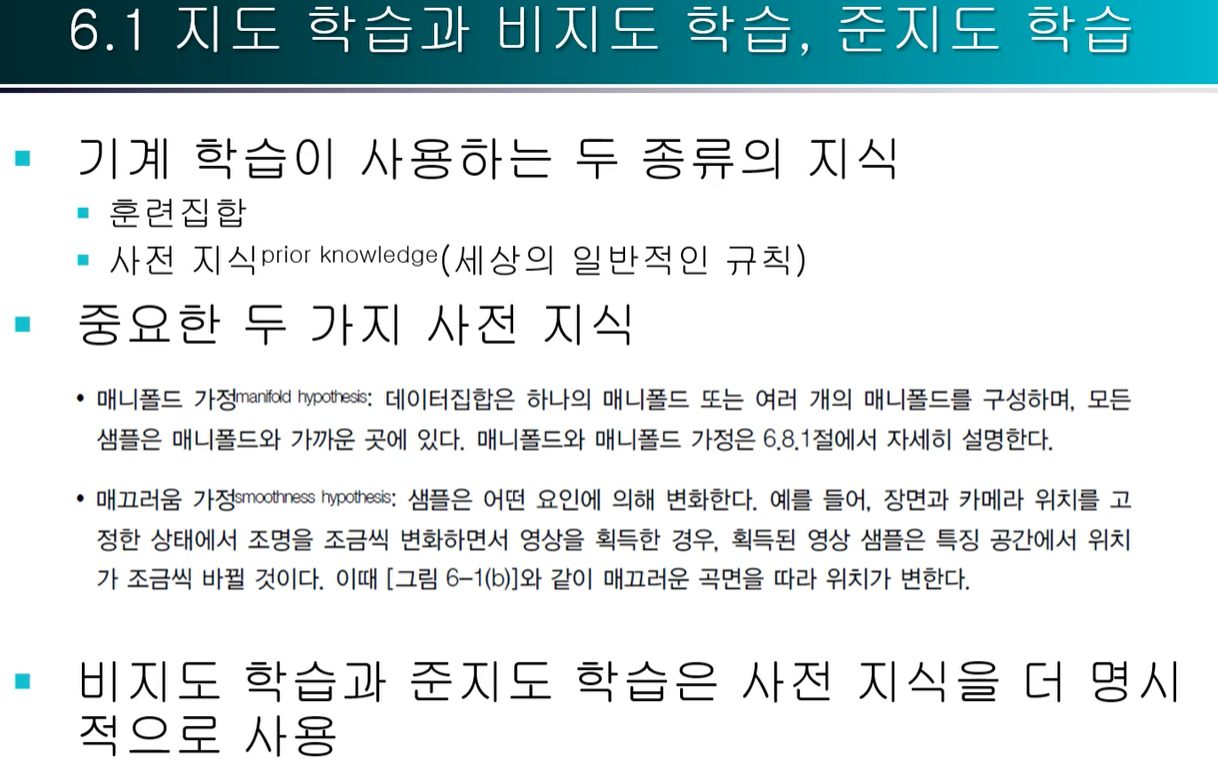 6.1 지도 학습과 비지도 학습, 준지도 학습
기계 학습이 사용하는 두 종류의 지식
훈련집합
사전 지식prior knowledge(세상의 일반적인 규칙)
중요한 두 가지 사전 지식
• 매니폴드 가정manifold hypothesis: 데이터집합은 하나의 매니폴드 또는 여러 개의 매니폴드를 구성하며, 모든
샘플은 매니폴드와 가까운 곳에 있다. 매니폴드와 매니폴드 가정은 6.8.1절에서 자세히 설명한다.
• 매끄러움 가정smoothness hypothesis: 샘플은 어떤 요인에 의해 변화한다. 예를 들어, 장면과 카메라 위치를 고
정한 상태에서 조명을 조금씩 변화하면서 영상을 획득한 경우, 획득된 영상 샘플은 특징 공간에서 위치
가 조금씩 바뀔 것이다. 이때 [그림 6-1(b)]와 같이 매끄러운 곡면을 따라 위치가 변한다.
비지도 학습과 준지도 학습은 사전 지식을 더 명시
적으로 사용